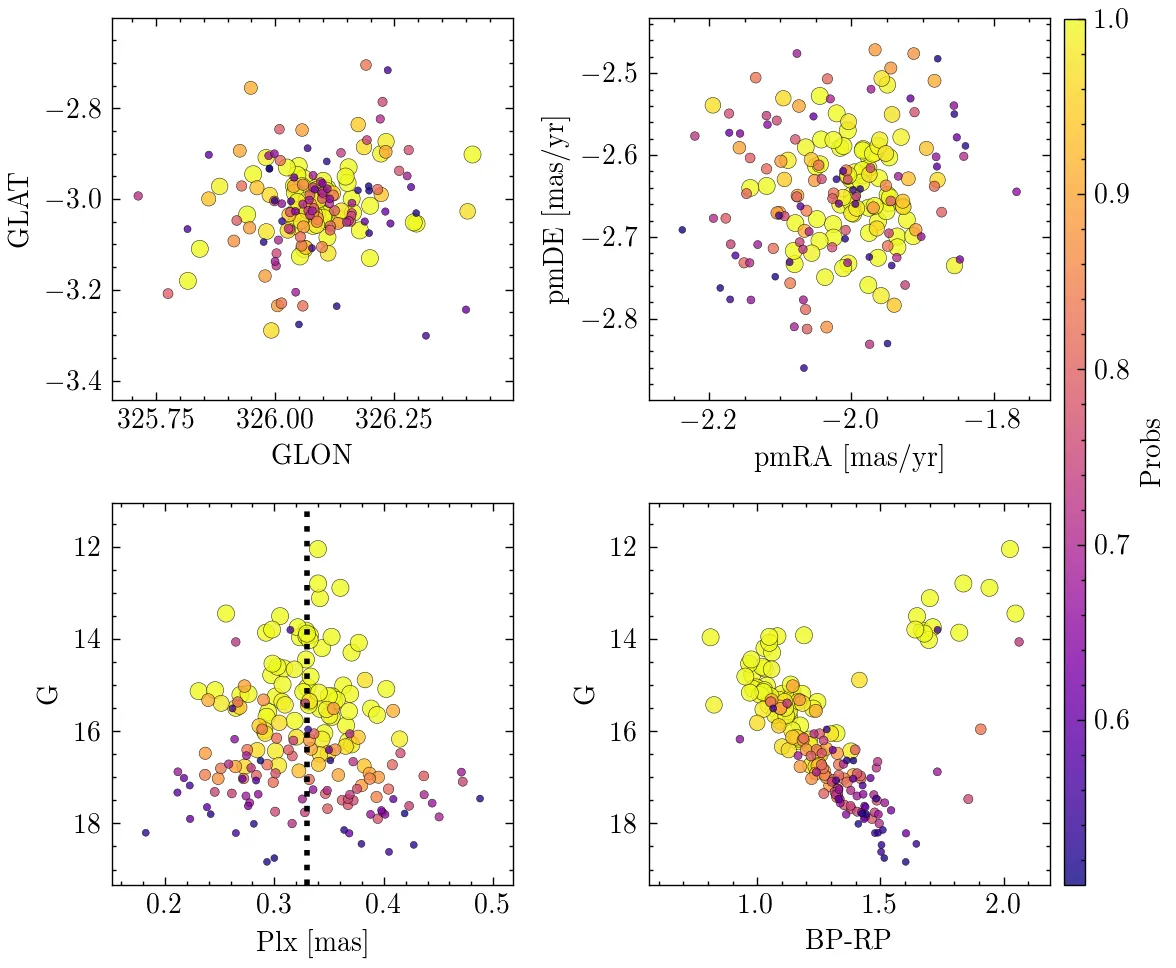 −2.8
−3.0
−3.2
−3.4
GLAT
325.75 326.00 326.25
GLON
−2.5
−2.6
−2.7
−2.8
pmDE [mas/yr]
−2.2 −2.0 −1.8
pmRA [mas/yr]
1.0
0.9
0.8
0.7
0.6
Probs
12
14
16
18
G
0.2 0.3 0.4 0.5
Plx [mas]
12
14
16
18
G
1.0 1.5 2.0
BP-RP